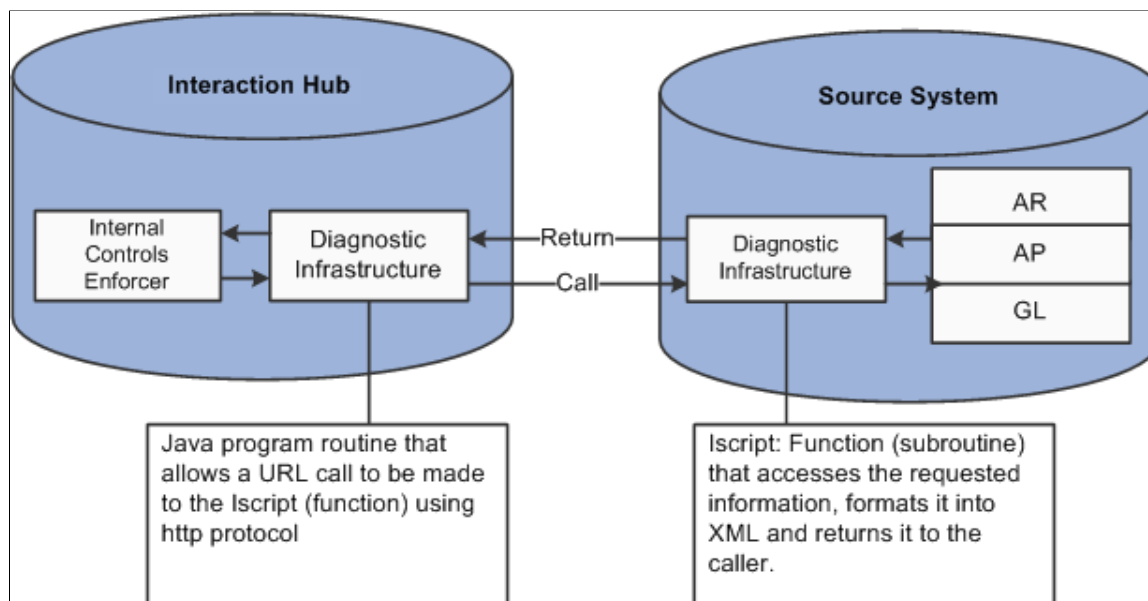 Interaction Hub
Source System
Internal
Controls
Enforcer
Diagnostic
Infrastructure
Return
Call
Diagnostic
Infrastructure
AR
AP
GL
Java program routine that
allows a URL call to be made
to the Iscript (function) using
http protocol
Iscript: Function (subroutine)
that accesses the requested
information, formats it into
XML and returns it to the
caller.